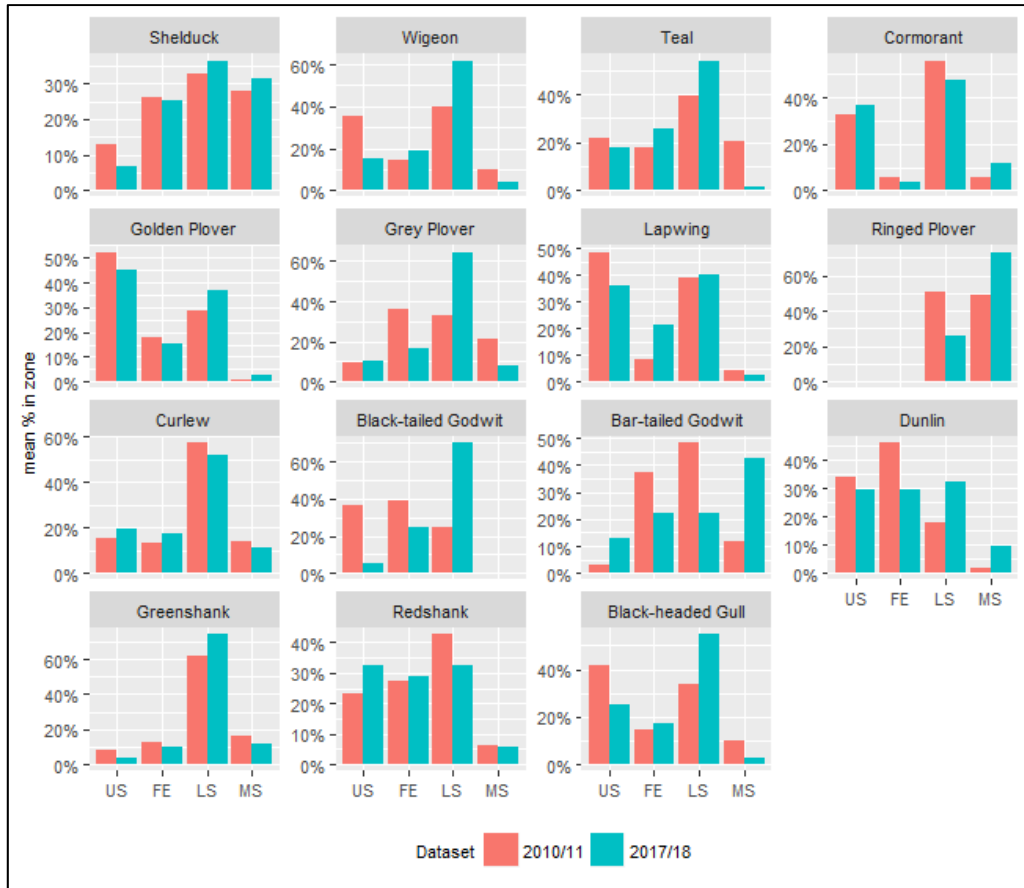 Shelduck Wigeon Teal Cormorant
30% 60%
20% 40% 40% 40%
10% 20% 20% 20%
0% 0% 0% 0%
Golden Plover Grey Plover Lapwing Ringed Plover
50% 60% 50% 60%
40% 40% 40% 40%
30% 20% 30% 20%
20% 0% 20% 0%
10% 10%
0% 0%
mean % in zone
Curlew Black-tailed Godwit Bar-tailed Godwit Dunlin
60% 60% 50% 40%
40% 40% 40% 30%
20% 20% 30% 20%
0% 0% 20% 10%
10% 0%
0%
US FE LS MS
Greenshank Redshank Black-headed Gull
60% 40% 40%
40% 30% 20%
20% 20% 0%
0% 10%
0%
US FE LS MS US FE LS MS US FE LS MS
Dataset 2010/11 2017/18